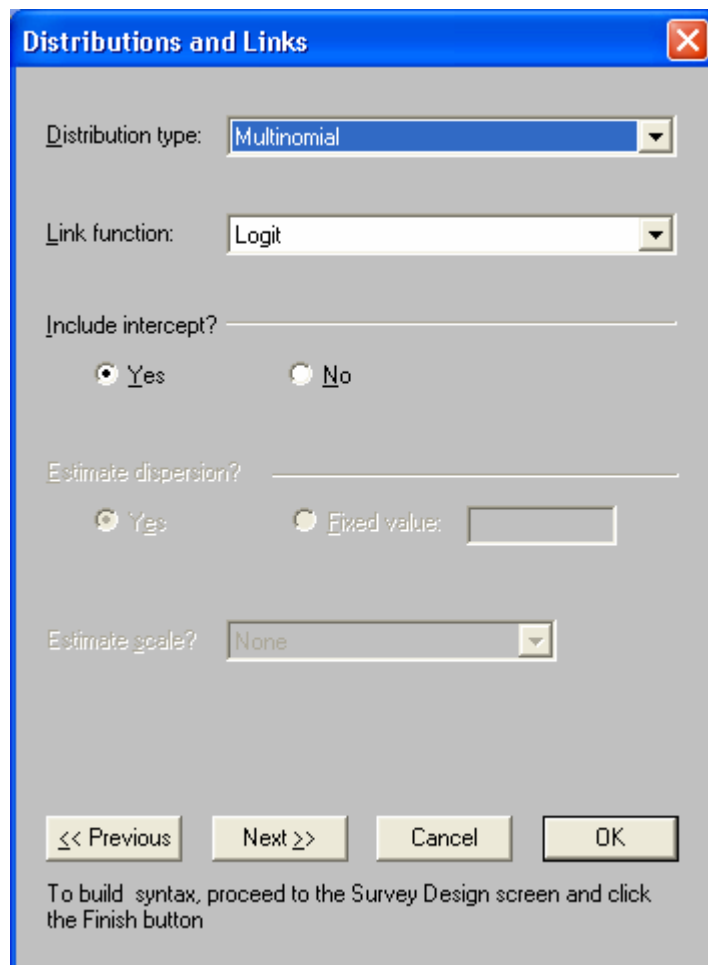 Distributions and Links
Distribution type: Multinomial
Link function: Logit
Include intercept?
Yes No
Estimate dispersion?
Yes Fixed value:
Estimate scale? None
<< Previous Next >> Cancel OK
To build syntax, proceed to the Survey Design screen and click
the Finish button